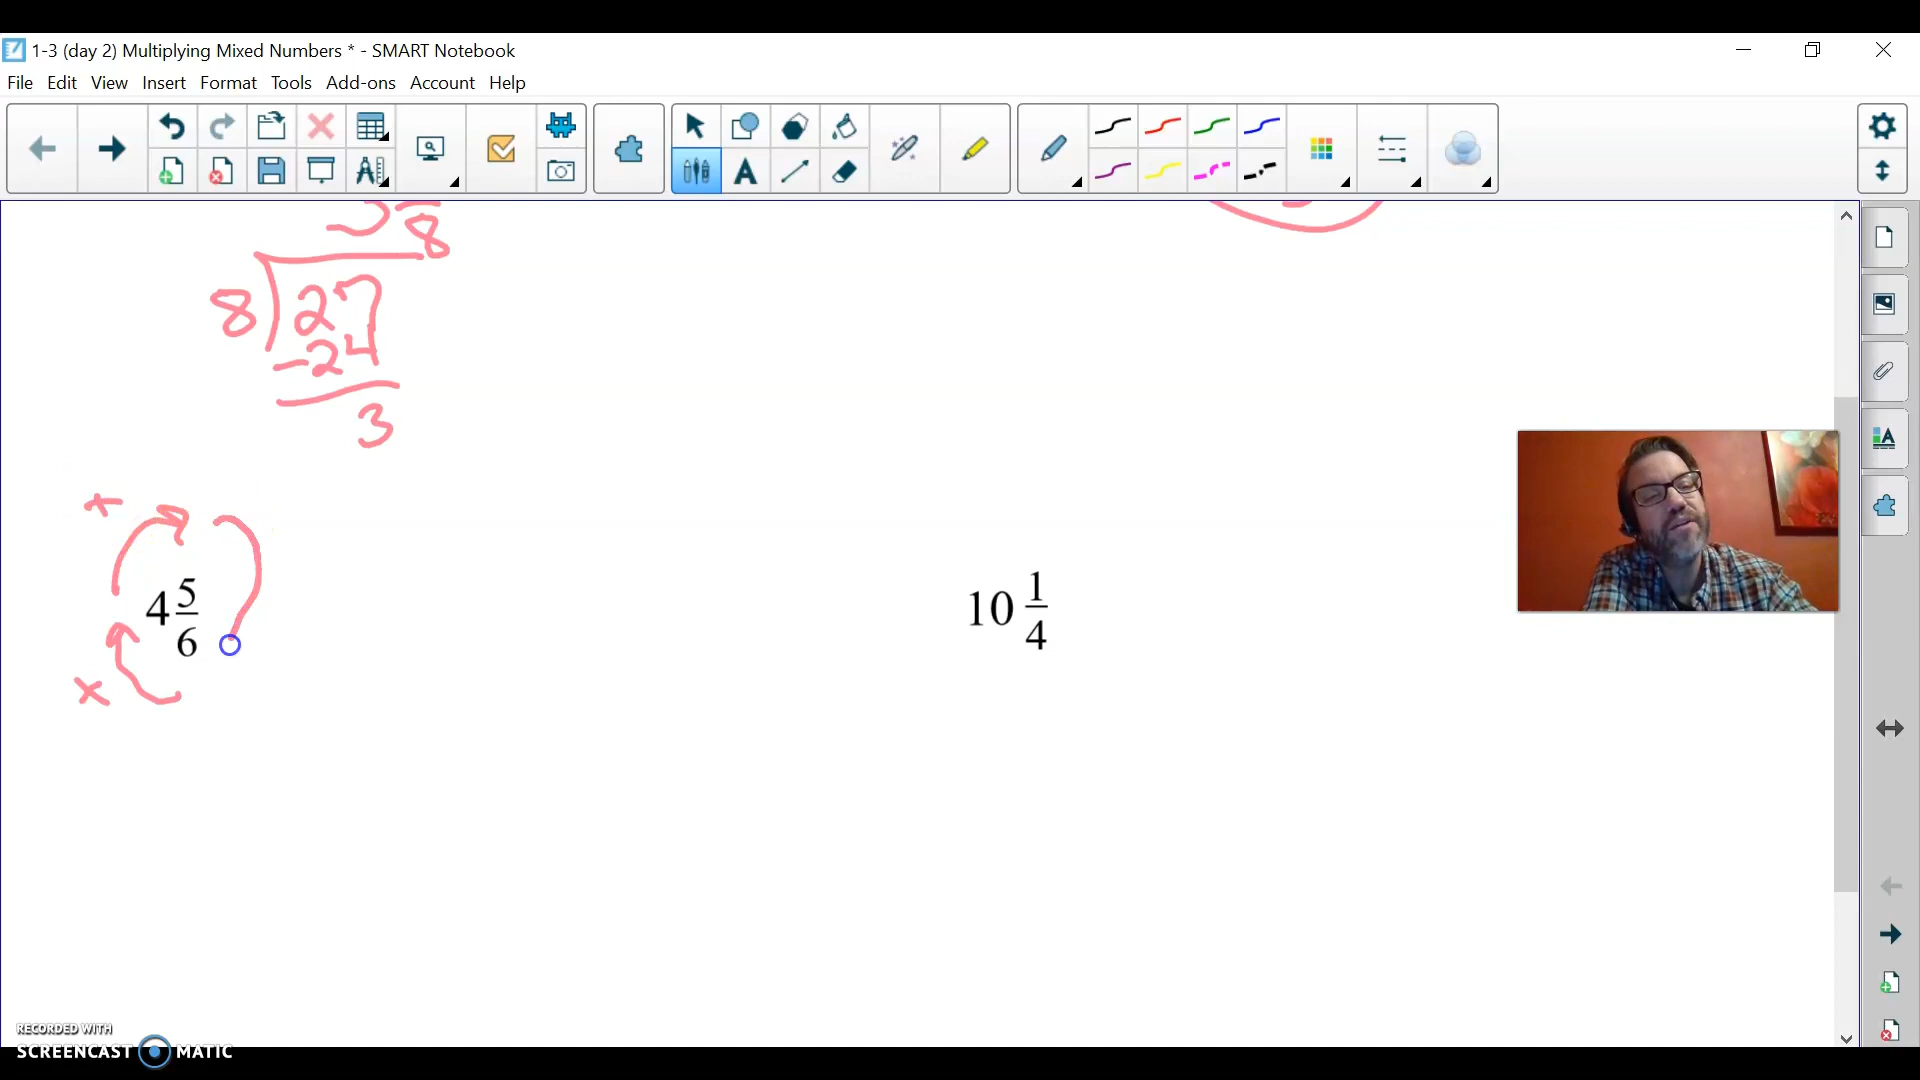 1-3 (day 2) Multiplying Mixed Numbers * - SMART Notebook
File Edit View Insert Format Tools Add-ons Account Help
3 8
8 27
-24
3
+
4 5/6
x
10 1/4
RECORDED WITH
SCREENCAST MATIC